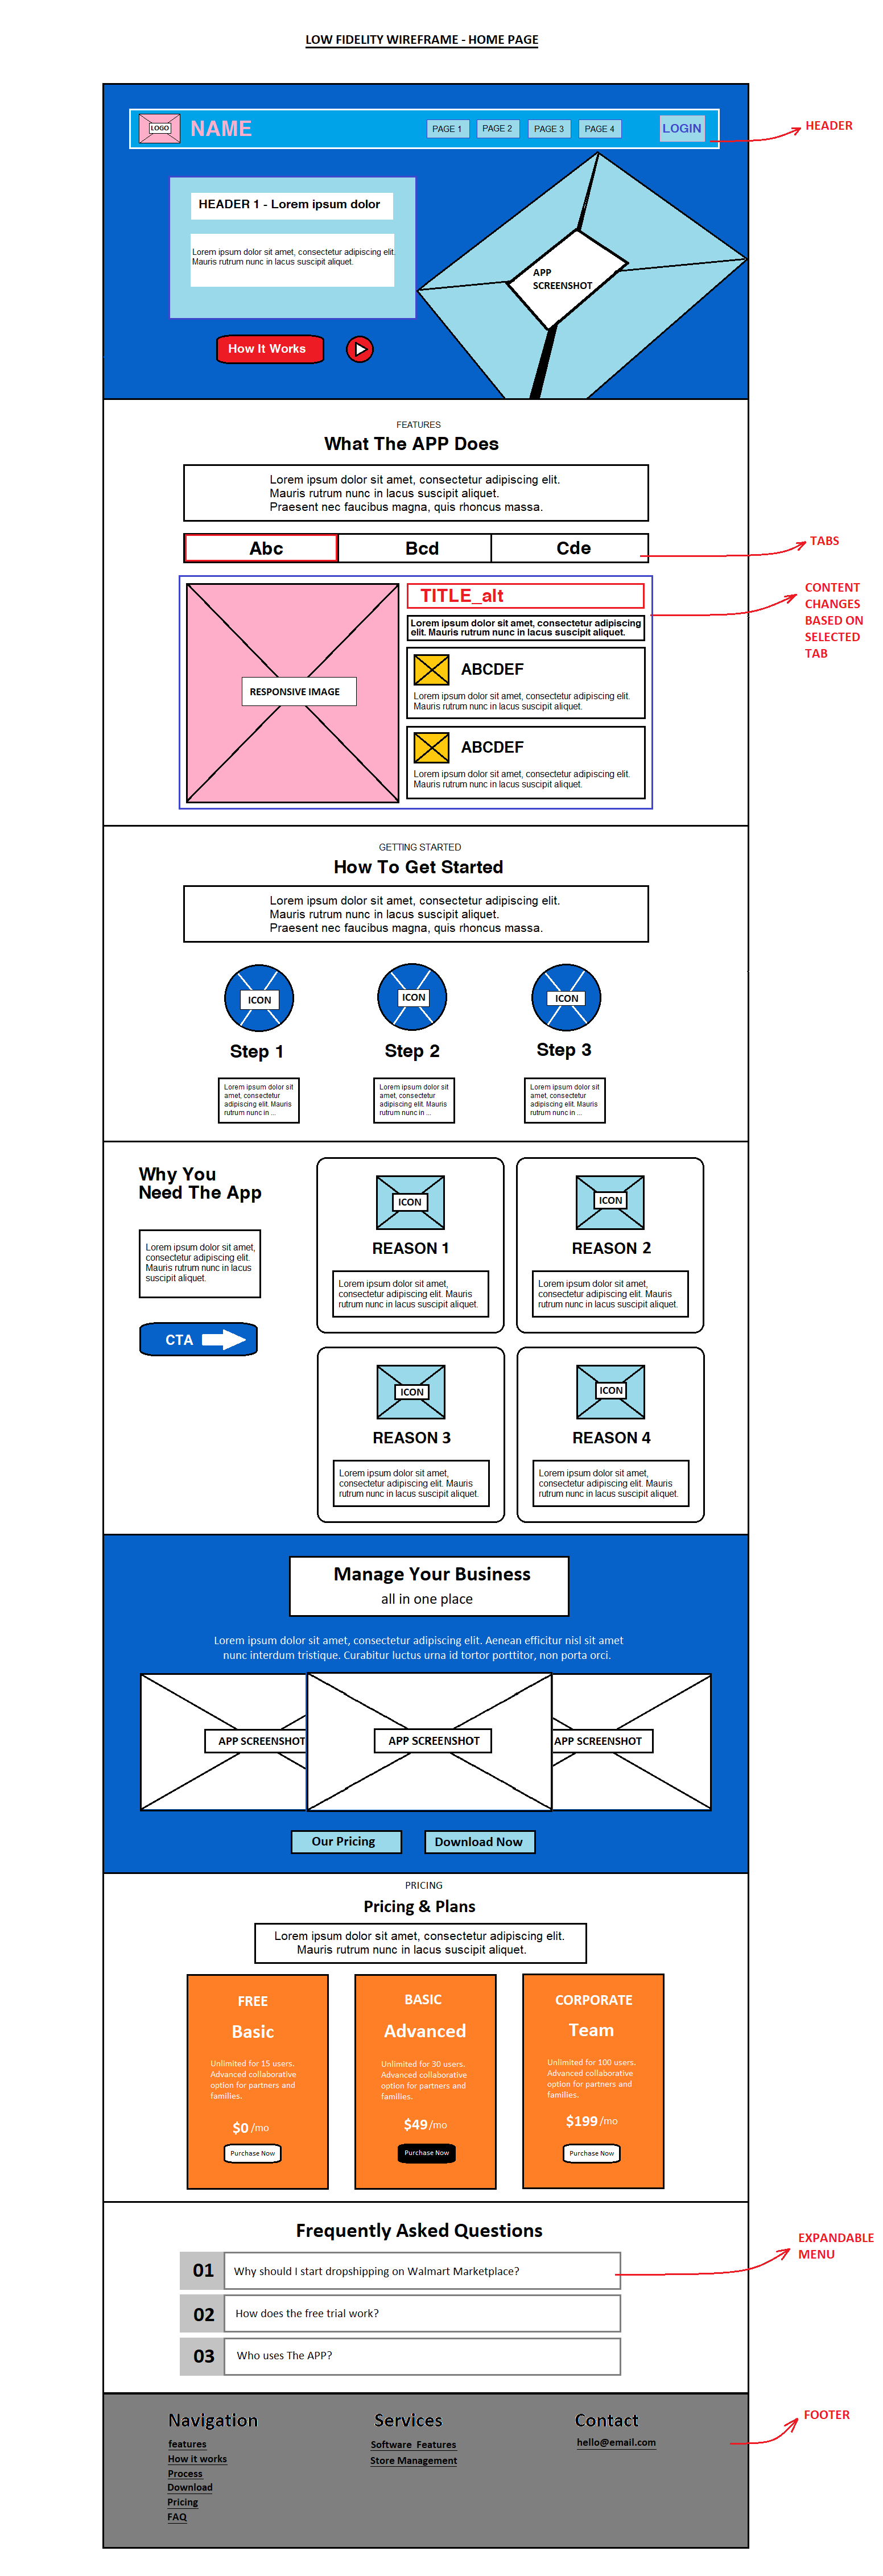 LOW FIDELITY WIREFRAME - HOME PAGE
LOGO
NAME
PAGE 1
PAGE 2
PAGE 3
PAGE 4
LOGIN
HEADER
HEADER 1 - Lorem ipsum dolor
Lorem ipsum dolor sit amet, consectetur adipiscing elit.
Mauris rutrum nunc in lacus suscipit aliquet.
APP
SCREENSHOT
How It Works
FEATURES
What The APP Does
Lorem ipsum dolor sit amet, consectetur adipiscing elit.
Mauris rutrum nunc in lacus suscipit aliquet.
Praesent nec faucibus magna, quis rhoncus massa.
Abc
Bcd
Cde
TABS
CONTENT
CHANGES
BASED ON
SELECTED
TAB
RESPONSIVE IMAGE
TITLE_alt
Lorem ipsum dolor sit amet, consectetur adipiscing
elit. Mauris rutrum nunc in lacus suscipit aliquet.
ABCDEF
Lorem ipsum dolor sit amet, consectetur adipiscing elit.
Mauris rutrum nunc in lacus suscipit aliquet.
ABCDEF
Lorem ipsum dolor sit amet, consectetur adipiscing elit.
Mauris rutrum nunc in lacus suscipit aliquet.
GETTING STARTED
How To Get Started
Lorem ipsum dolor sit amet, consectetur adipiscing elit.
Mauris rutrum nunc in lacus suscipit aliquet.
Praesent nec faucibus magna, quis rhoncus massa.
ICON
Step 1
Lorem ipsum dolor sit
amet, consectetur
adipiscing elit. Mauris
rutrum nunc in ...
ICON
Step 2
Lorem ipsum dolor sit
amet, consectetur
adipiscing elit. Mauris
rutrum nunc in ...
ICON
Step 3
Lorem ipsum dolor sit
amet, consectetur
adipiscing elit. Mauris
rutrum nunc in ...
Why You
Need The App
Lorem ipsum dolor sit amet,
consectetur adipiscing elit.
Mauris rutrum nunc in lacus
suscipit aliquet.
CTA
ICON
REASON 1
Lorem ipsum dolor sit amet,
consectetur adipiscing elit. Mauris
rutrum nunc in lacus suscipit aliquet.
ICON
REASON 2
Lorem ipsum dolor sit amet,
consectetur adipiscing elit. Mauris
rutrum nunc in lacus suscipit aliquet.
ICON
REASON 3
Lorem ipsum dolor sit amet,
consectetur adipiscing elit. Mauris
rutrum nunc in lacus suscipit aliquet.
ICON
REASON 4
Lorem ipsum dolor sit amet,
consectetur adipiscing elit. Mauris
rutrum nunc in lacus suscipit aliquet.
Manage Your Business
all in one place
Lorem ipsum dolor sit amet, consectetur adipiscing elit. Aenean efficitur nisl sit amet
nunc interdum tristique. Curabitur luctus urna id tortor porttitor, non porta orci.
APP SCREENSHOT
APP SCREENSHOT
APP SCREENSHOT
Our Pricing
Download Now
PRICING
Pricing & Plans
Lorem ipsum dolor sit amet, consectetur adipiscing elit.
Mauris rutrum nunc in lacus suscipit aliquet.
FREE
Basic
Unlimited for 15 users.
Advanced collaborative
option for partners and
families.
$0 /mo
Purchase Now
BASIC
Advanced
Unlimited for 30 users.
Advanced collaborative
option for partners and
families.
$49 /mo
Purchase Now
CORPORATE
Team
Unlimited for 100 users.
Advanced collaborative
option for partners and
families.
$199 /mo
Purchase Now
Frequently Asked Questions
01 Why should I start dropshipping on Walmart Marketplace?
02 How does the free trial work?
03 Who uses The APP?
EXPANDABLE
MENU
Navigation
features
How it works
Process
Download
Pricing
FAQ
Services
Software Features
Store Management
Contact
hello@email.com
FOOTER